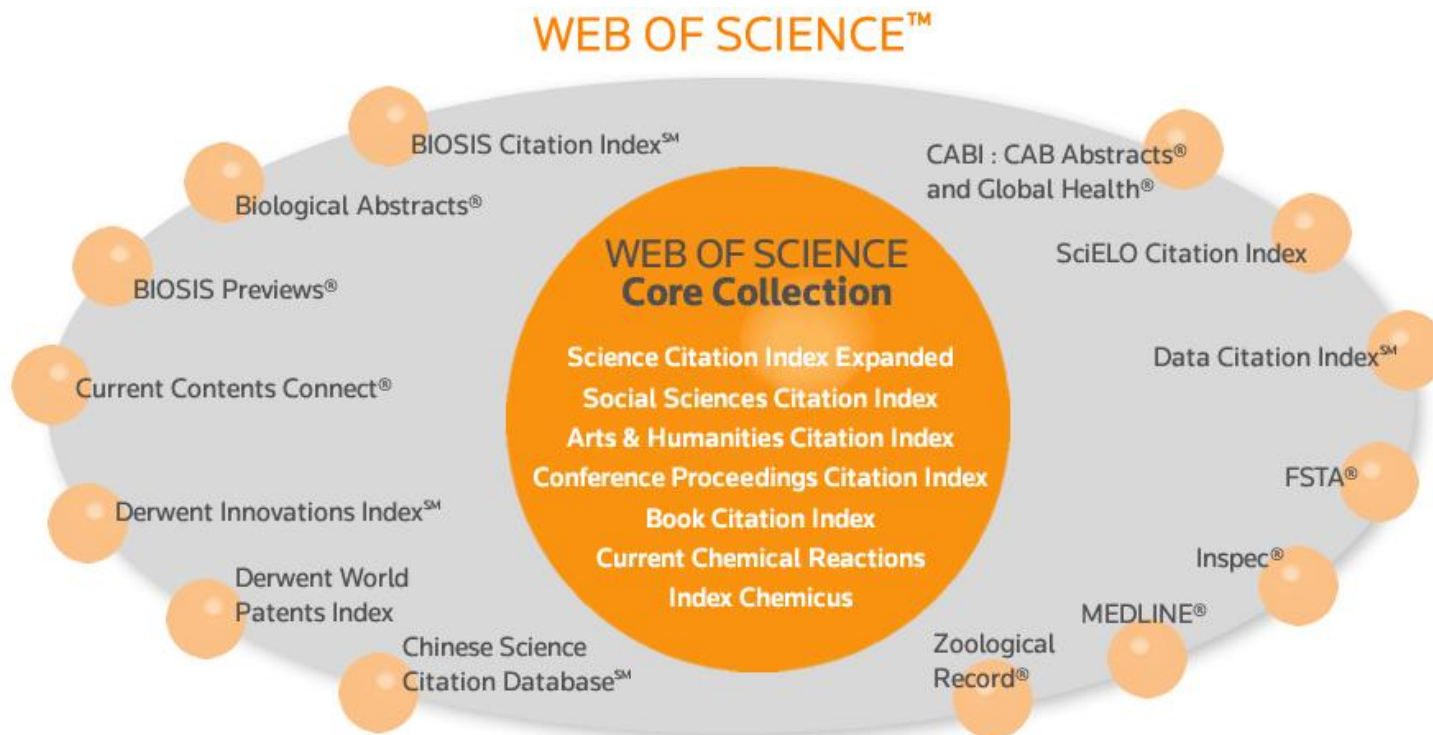 WEB OF SCIENCE™
BIOSIS Citation Index℠
Biological Abstracts®
BIOSIS Previews®
Current Contents Connect®
Derwent Innovations Index℠
Derwent World
Patents Index
Chinese Science
Citation Database℠
WEB OF SCIENCE
Core Collection
Science Citation Index Expanded
Social Sciences Citation Index
Arts & Humanities Citation Index
Conference Proceedings Citation Index
Book Citation Index
Current Chemical Reactions
Index Chemicus
CABI : CAB Abstracts®
and Global Health®
SciELO Citation Index
Data Citation Index℠
FSTA®
Inspec®
MEDLINE®
Zoological
Record®